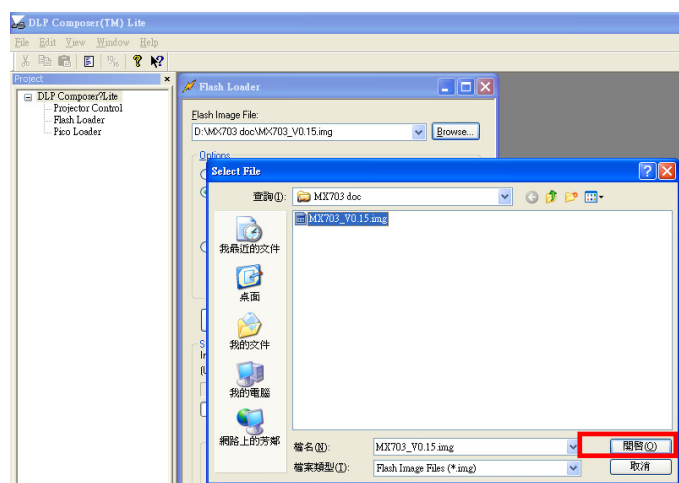 DLP Composer(TM) Lite
File Edit View Window Help
Project
DLP Composer?Lite
Projector Control
Flash Loader
Pico Loader
Flash Loader
Flash Image File:
D:\MX703 doc\MX703_V0.15.img
Browse...
Options
Select File
查詢(I):
MX703 doc
MX703_V0.15.img
我最近的文件
桌面
我的文件
我的電腦
網路上的芳鄰
檔名(N):
MX703_V0.15.img
開啟(O)
檔案類型(T):
Flash Image Files (*.img)
取消